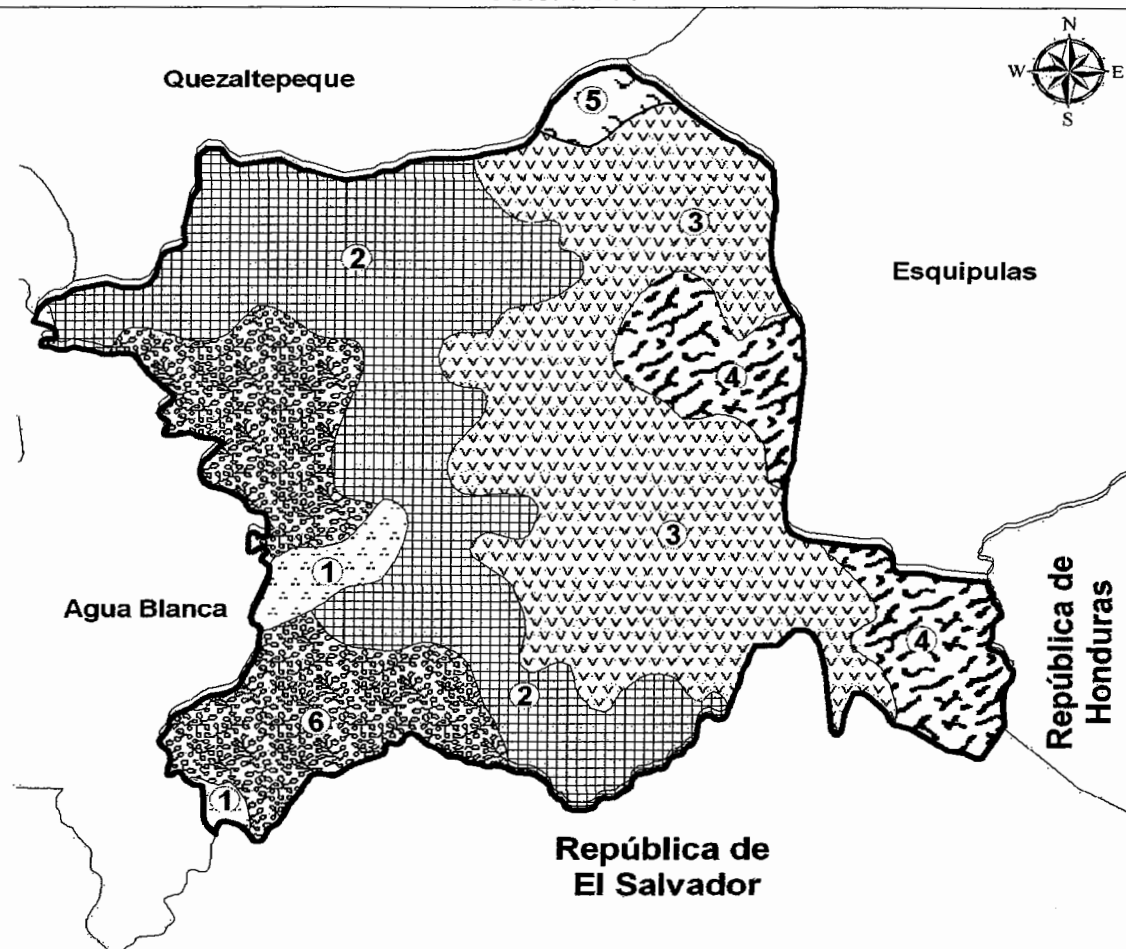 N
W E
S
Quezaltepeque
5
3
2
Esquipulas
4
3
1
Agua Blanca
República de
Honduras
4
2
6
1
República de
El Salvador